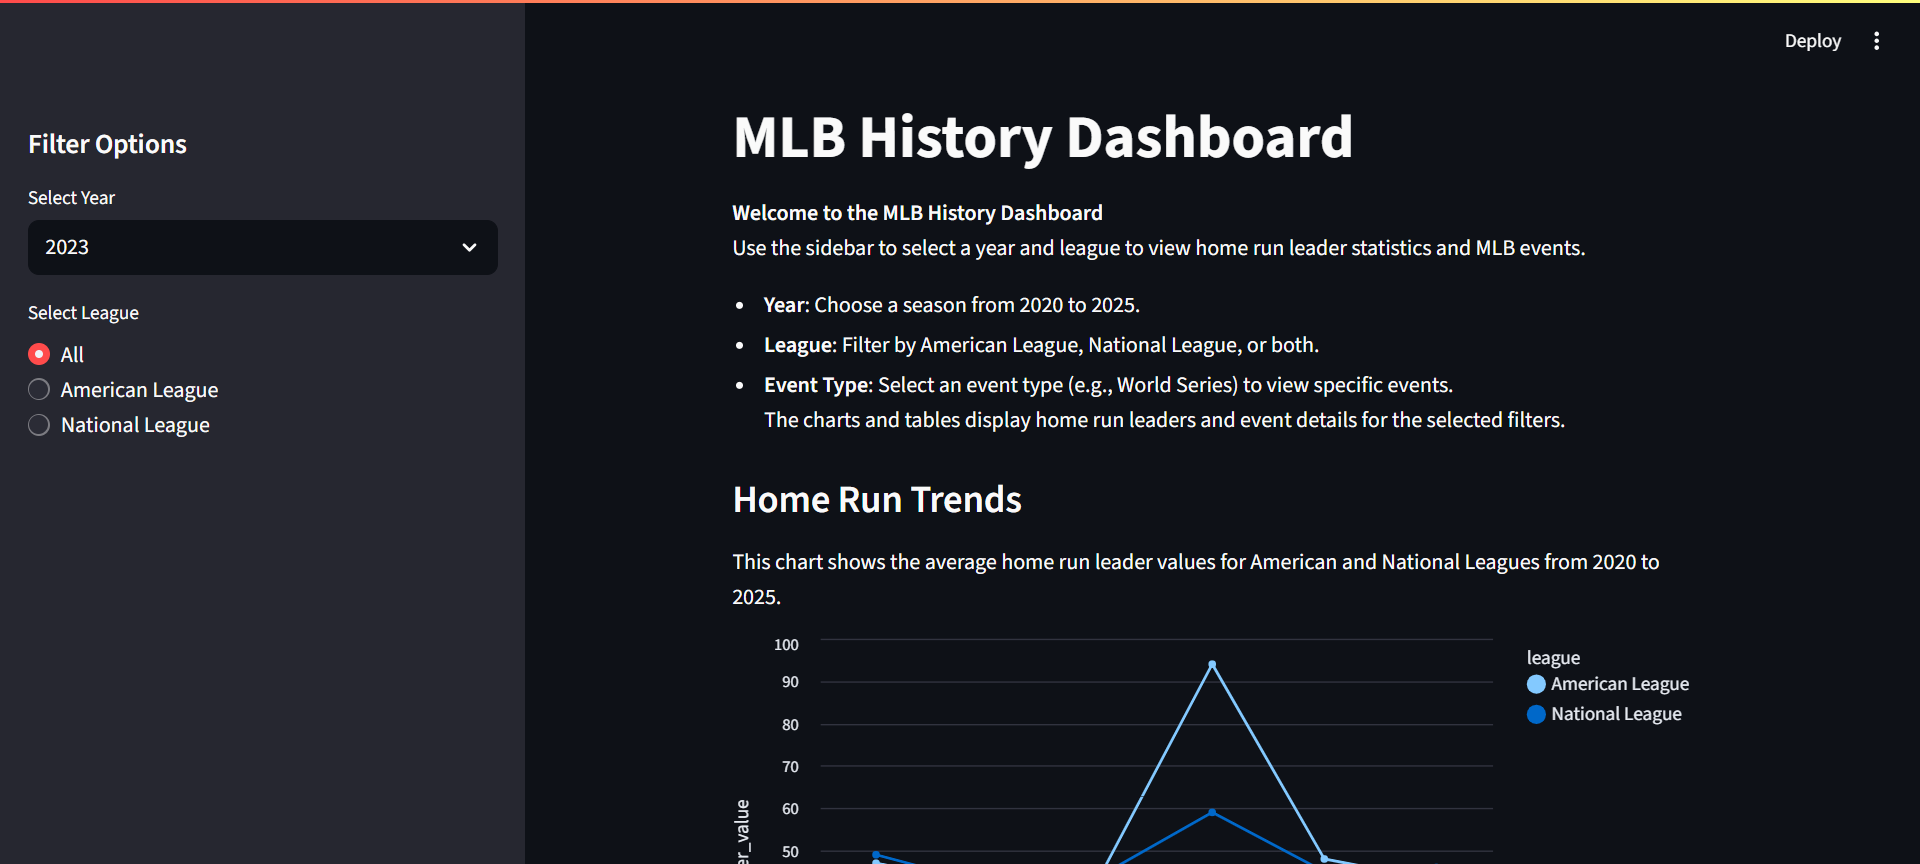 Deploy
Filter Options
Select Year
2023
Select League
All
American League
National League
MLB History Dashboard
Welcome to the MLB History Dashboard
Use the sidebar to select a year and league to view home run leader statistics and MLB events.
Year: Choose a season from 2020 to 2025.
League: Filter by American League, National League, or both.
Event Type: Select an event type (e.g., World Series) to view specific events.
The charts and tables display home run leaders and event details for the selected filters.
Home Run Trends
This chart shows the average home run leader values for American and National Leagues from 2020 to
2025.
100
90
80
70
60
50
er_value
league
American League
National League